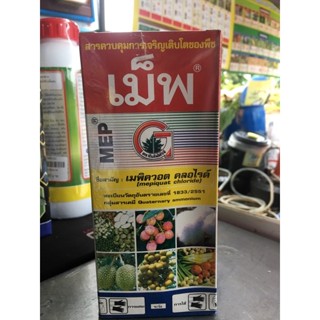 สารควบคุมการเจริญเติบโตของพืช
เม็พ®
MEP®
ชื่อสามัญ : เมพิควอต คลอไรด์
(mepiquat chloride)
ทะเบียนวัตถุอันตรายเลขที่ 1633/2551
กลุ่มสารเคมี Quaternary ammonium